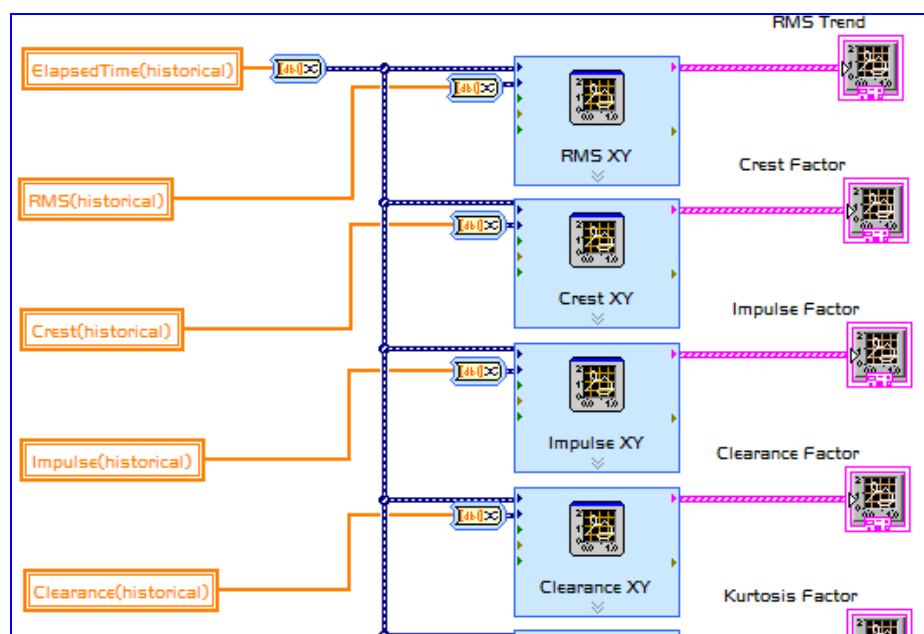 RMS Trend
ElapsedTime(historical)
RMS XY
Crest Factor
RMS(historical)
Crest XY
Impulse Factor
Crest(historical)
Impulse XY
Clearance Factor
Impulse(historical)
Clearance XY
Clearance(historical)
Kurtosis Factor